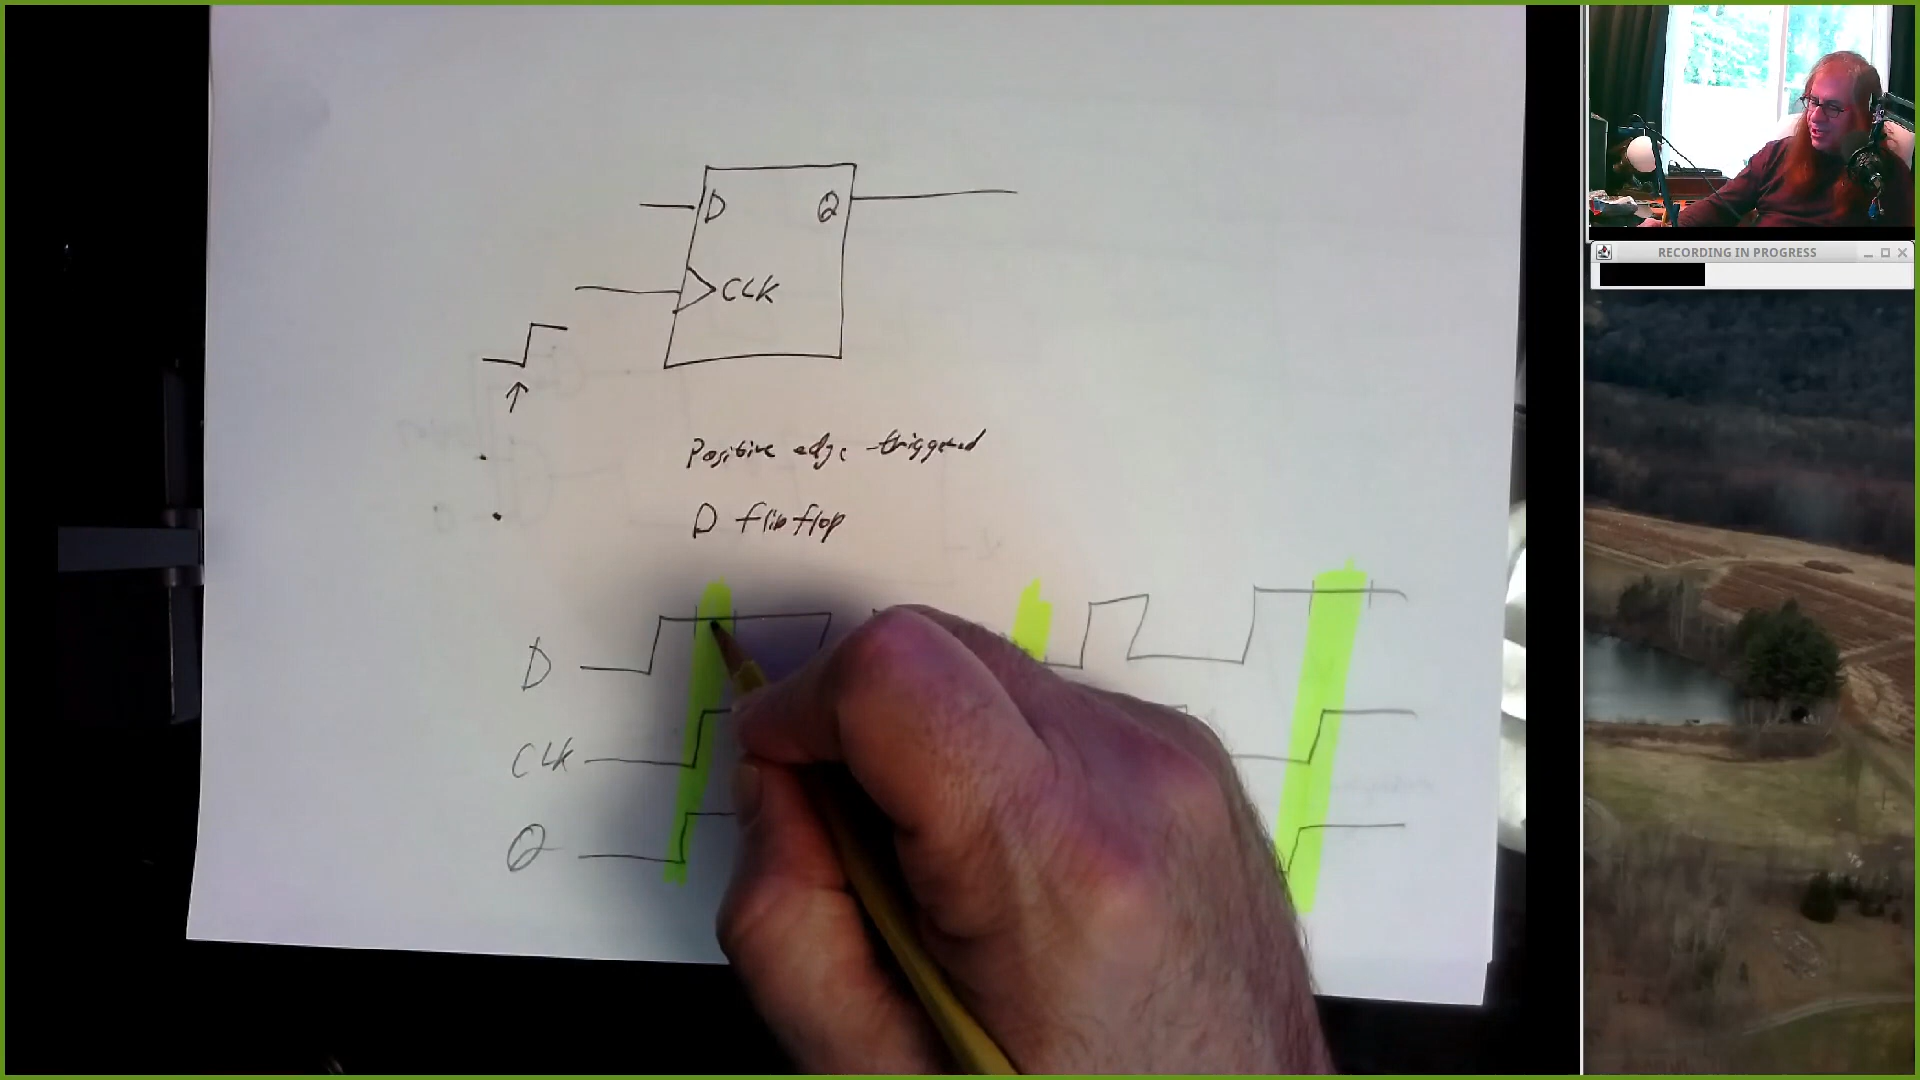 D Q
CLK
Positive edge-triggered
D flip flop
D
CLK
Q
RECORDING IN PROGRESS